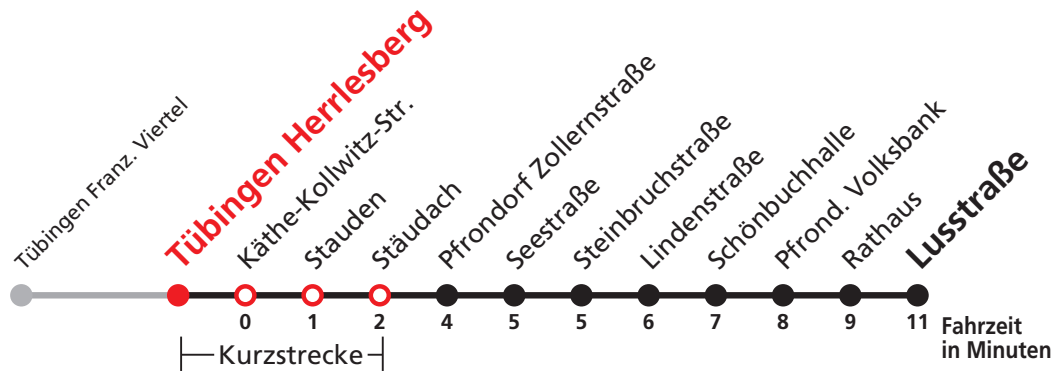 Tübingen Franz. Viertel
Tübingen Herrlesberg
Käthe-Kollwitz-Str.
Stauden
Stäudach
Pfrondorf Zollernstraße
Seestraße
Steinbruchstraße
Lindenstraße
Schönbuchhalle
Pfrond. Volksbank
Rathaus
Lusstraße
0 1 2 4 5 5 6 7 8 9 11
Fahrzeit
in Minuten
Kurzstrecke